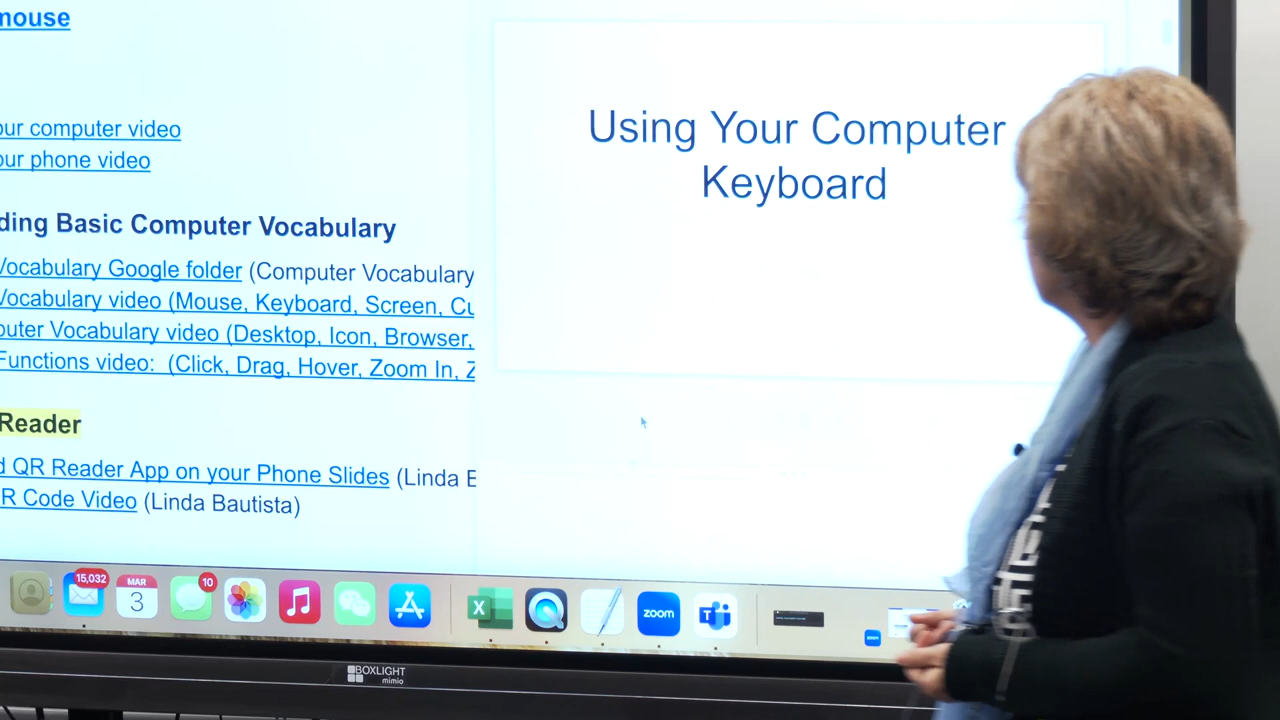 mouse
our computer video
our phone video
ding Basic Computer Vocabulary
Vocabulary Google folder (Computer Vocabulary
Vocabulary video (Mouse, Keyboard, Screen, Cu
puter Vocabulary video (Desktop, Icon, Browser,
Functions video: (Click, Drag, Hover, Zoom In, Z
Reader
d QR Reader App on your Phone Slides (Linda B
R Code Video (Linda Bautista)
Using Your Computer
Keyboard
15,032
MAR
3
10
X
zoom
T
zoom
BOXLIGHT
mimio